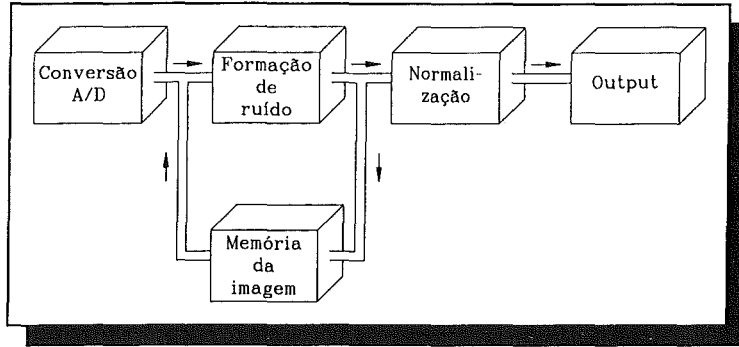 Conversão
A/D
Formação
de
ruído
Normali-
zação
Output
Memória
da
imagem